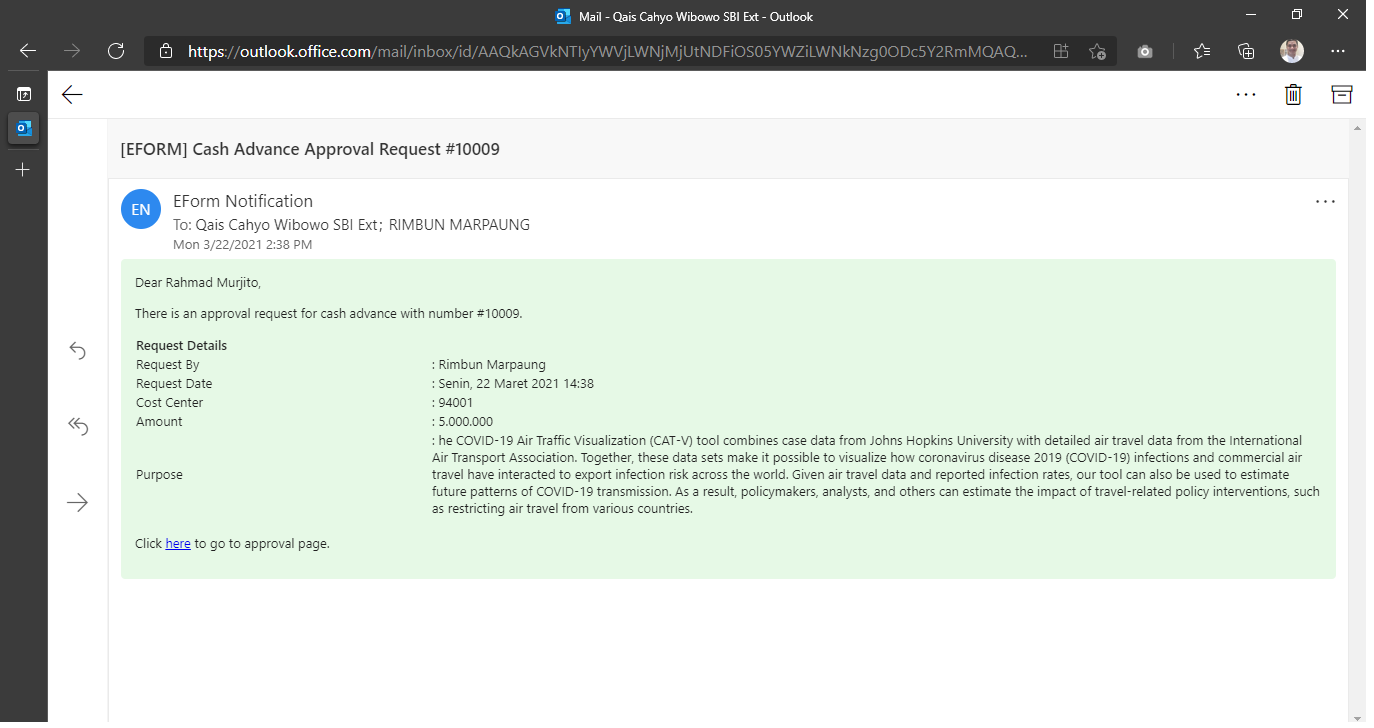 Mail - Qais Cahyo Wibowo SBI Ext - Outlook
https://outlook.office.com/mail/inbox/id/AAQkAGVkNTIyYWVjLWNjMjUtNDFiOS05YWZiLWNkNzg0ODc5Y2RmMQAQ...
[EFORM] Cash Advance Approval Request #10009
EN
EForm Notification
To: Qais Cahyo Wibowo SBI Ext; RIMBUN MARPAUNG
Mon 3/22/2021 2:38 PM
Dear Rahmad Murjito,
There is an approval request for cash advance with number #10009.
Request Details
Request By : Rimbun Marpaung
Request Date : Senin, 22 Maret 2021 14:38
Cost Center : 94001
Amount : 5.000.000
Purpose : he COVID-19 Air Traffic Visualization (CAT-V) tool combines case data from Johns Hopkins University with detailed air travel data from the International
Air Transport Association. Together, these data sets make it possible to visualize how coronavirus disease 2019 (COVID-19) infections and commercial air
travel have interacted to export infection risk across the world. Given air travel data and reported infection rates, our tool can also be used to estimate
future patterns of COVID-19 transmission. As a result, policymakers, analysts, and others can estimate the impact of travel-related policy interventions, such
as restricting air travel from various countries.
Click here to go to approval page.